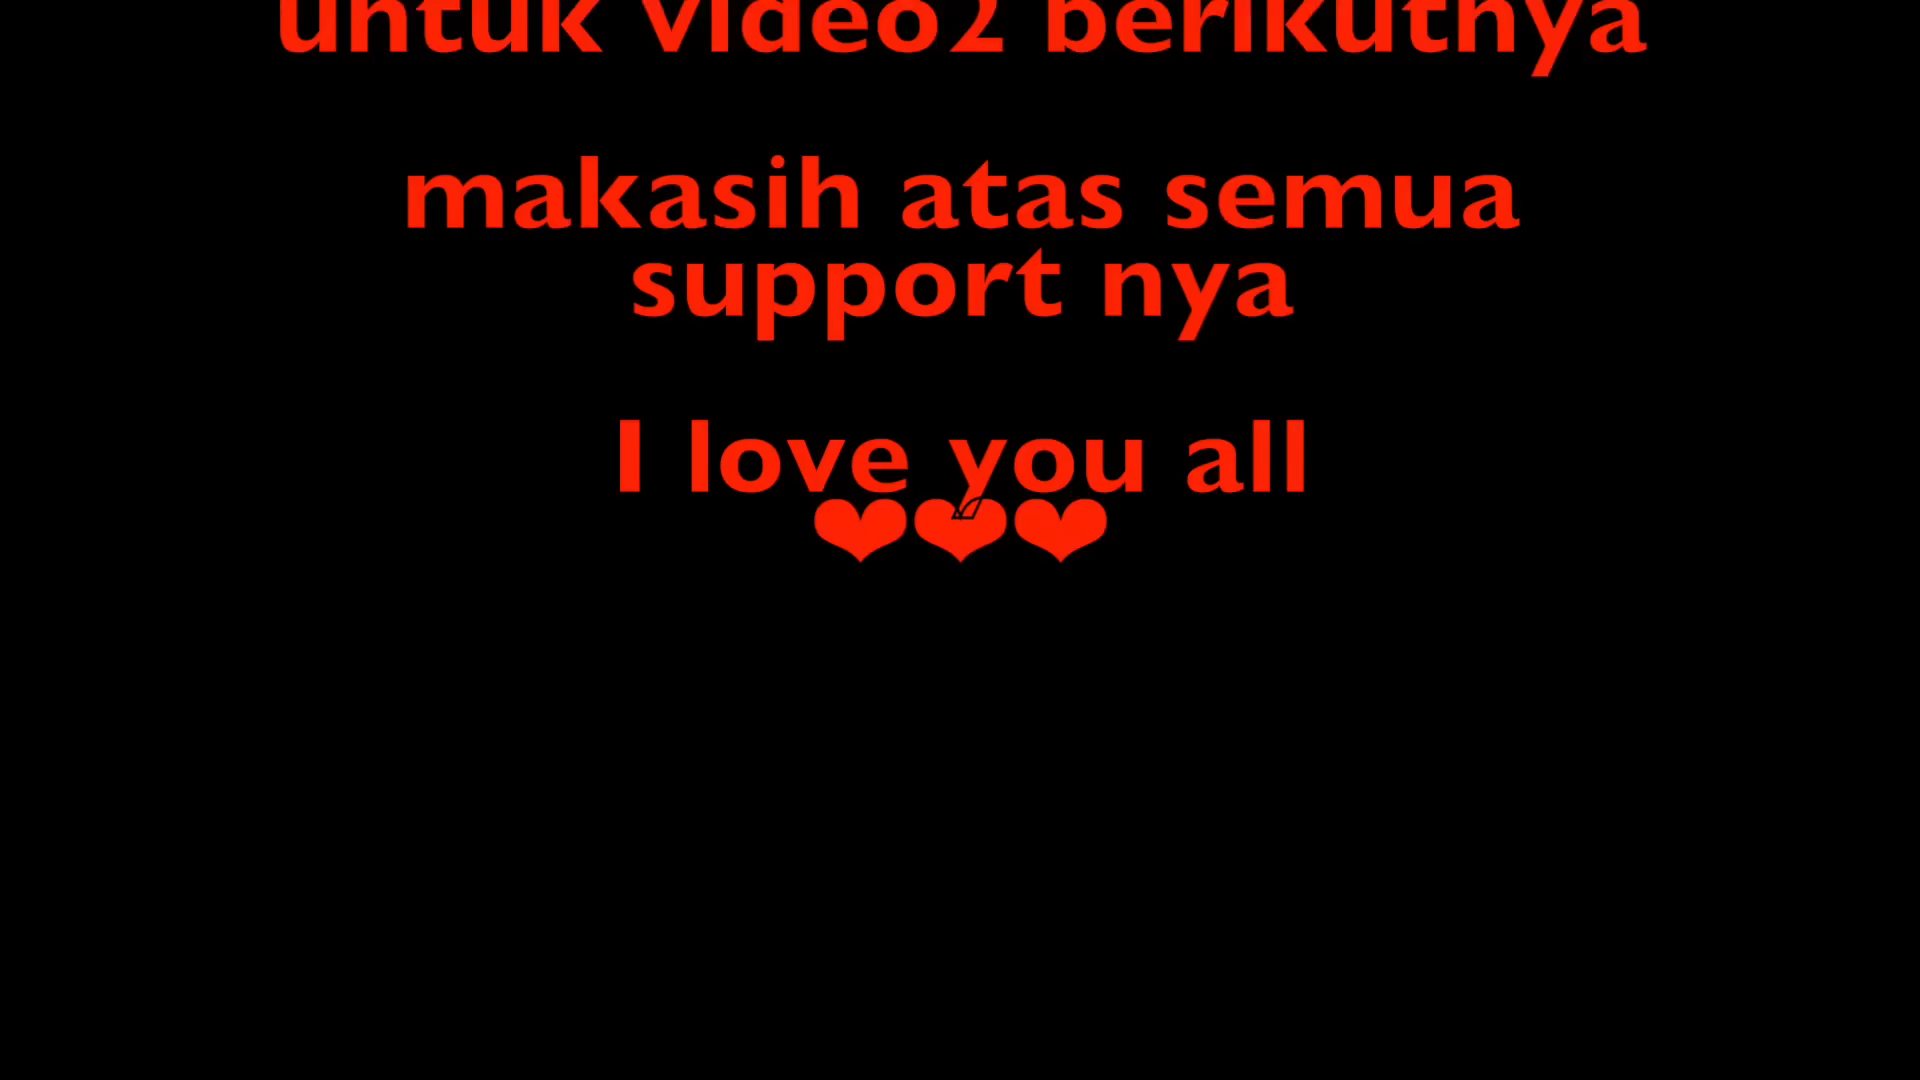 untuk video2 berikutnya
makasih atas semua
support nya
I love you all
❤❤❤